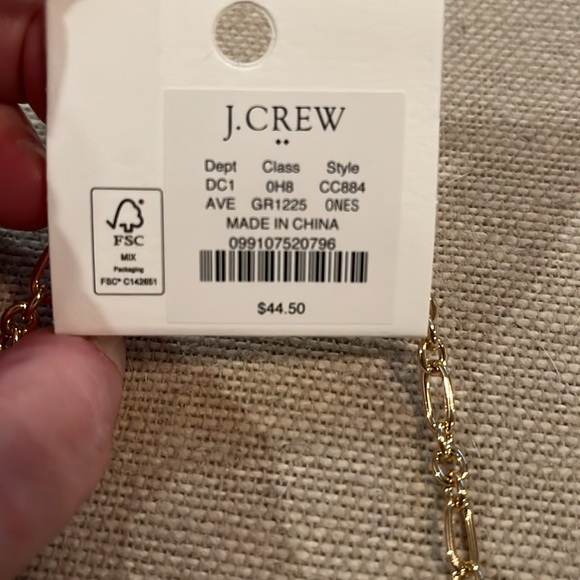 J.CREW
Dept Class Style
DC1 0H8 CC884
AVE GR1225 ONES
MADE IN CHINA
099107520796
$44.50
FSC
MIX
Packaging
FSC® C142651